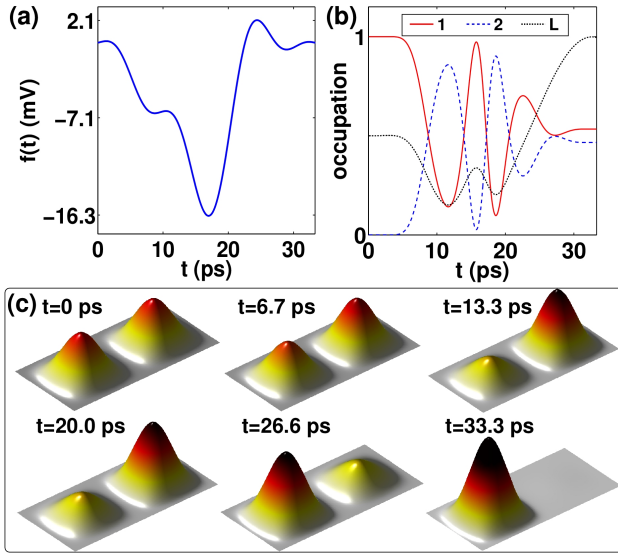 (a)
2.1
−7.1
−16.3
f(t) (mV)
0
10
20
30
t (ps)
(b)
1
2
L
1
0
occupation
0
10
20
30
t (ps)
(c)
t=0 ps
t=6.7 ps
t=13.3 ps
t=20.0 ps
t=26.6 ps
t=33.3 ps